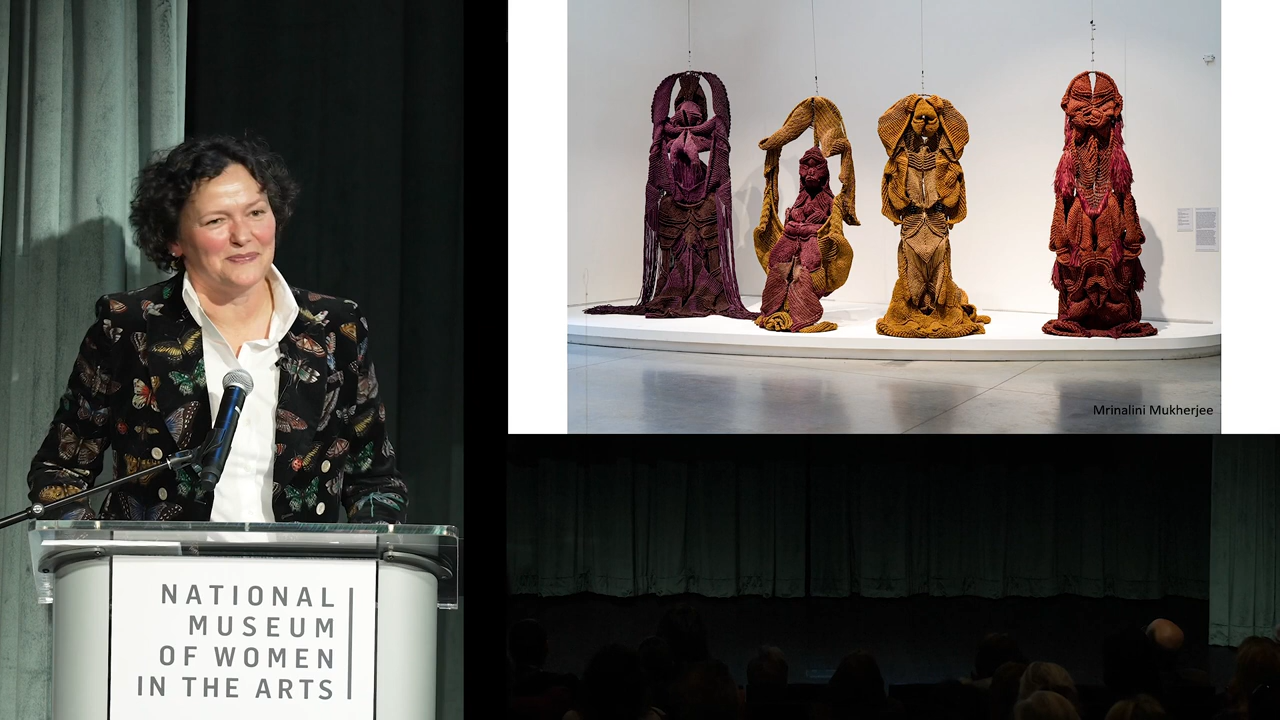 NATIONAL
MUSEUM
OF WOMEN
IN THE ARTS
Mrinalini Mukherjee